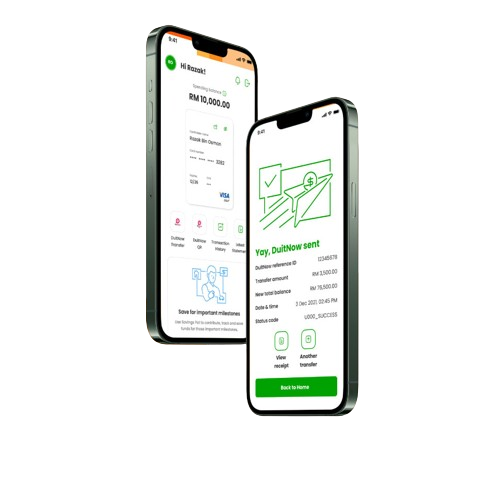 9:41
Hi Razak!
Spending balance
RM 10,000.00
Razak Bin Osman
3282
VISA
DuitNow
Transfer
DuitNow
QR
Transaction
History
Save for important milestones
9:41
Yay, DuitNow sent
DuitNow reference ID 12345678
Transfer amount RM 2,500.00
New total balance RM 76,500.00
Date & time 3 Dec 2021, 02:45 PM
Status code U000_SUCCESS
View
receipt
Another
transfer
Back to Home